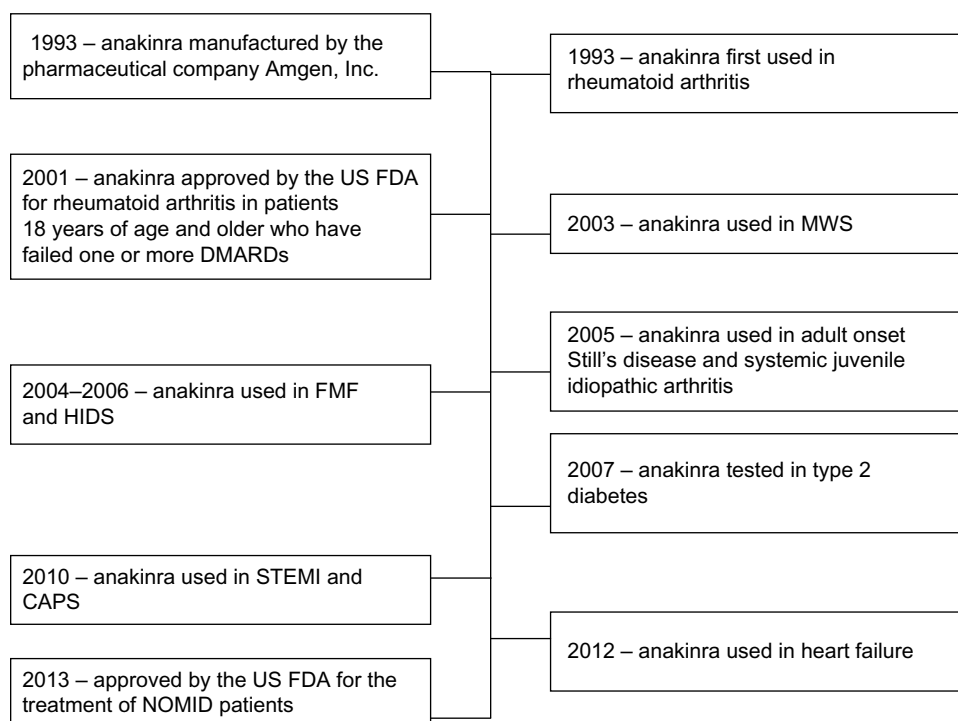 1993 – anakinra manufactured by the
pharmaceutical company Amgen, Inc.
1993 – anakinra first used in
rheumatoid arthritis
2001 – anakinra approved by the US FDA
for rheumatoid arthritis in patients
18 years of age and older who have
failed one or more DMARDs
2003 – anakinra used in MWS
2004–2006 – anakinra used in FMF
and HIDS
2005 – anakinra used in adult onset
Still’s disease and systemic juvenile
idiopathic arthritis
2007 – anakinra tested in type 2
diabetes
2010 – anakinra used in STEMI and
CAPS
2012 – anakinra used in heart failure
2013 – approved by the US FDA for the
treatment of NOMID patients